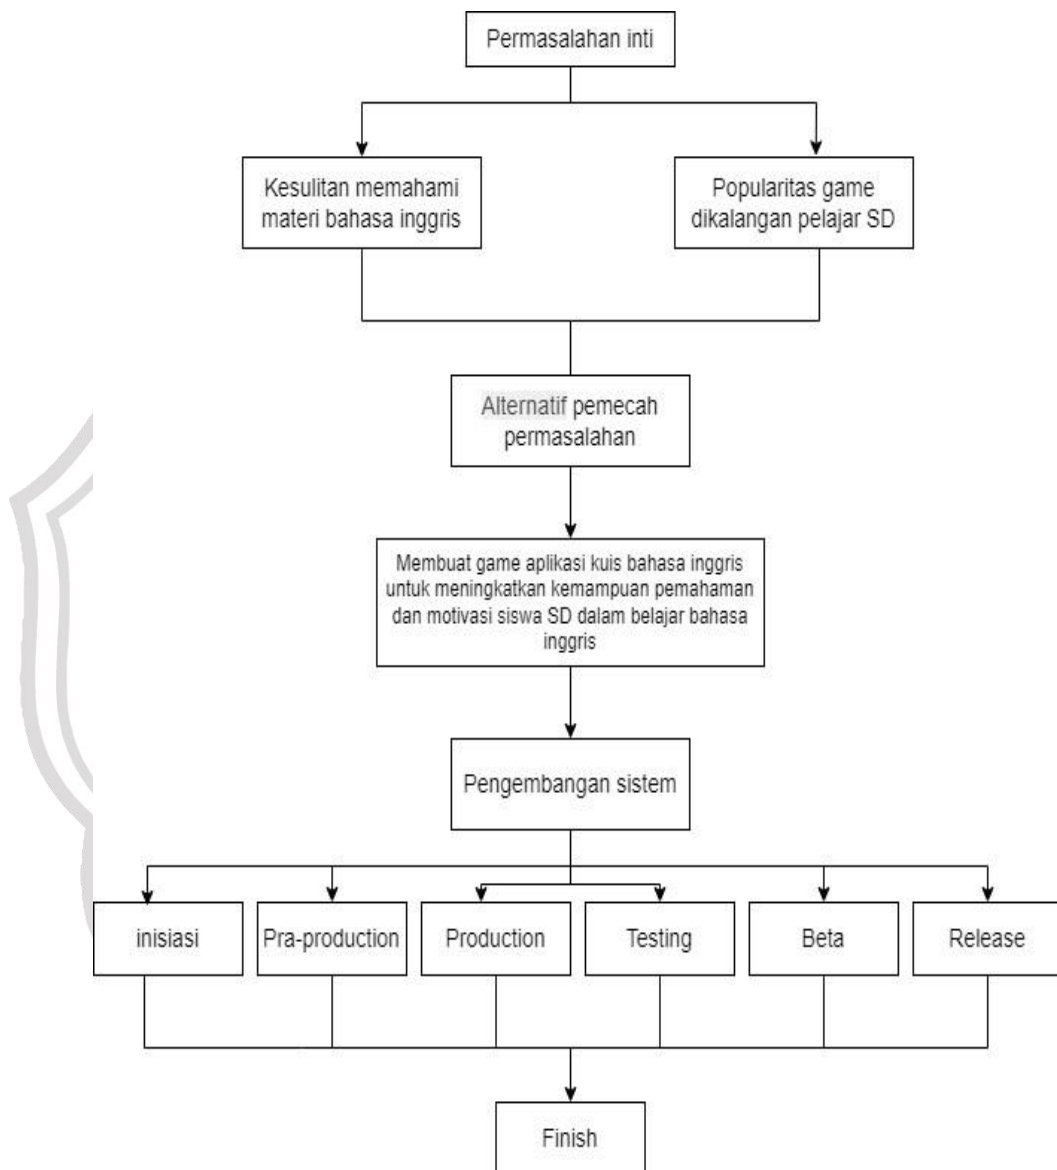 Permasalahan inti
Kesulitan memahami
materi bahasa inggris
Popularitas game
dikalangan pelajar SD
Alternatif pemecah
permasalahan
Membuat game aplikasi kuis bahasa inggris
untuk meningkatkan kemampuan pemahaman
dan motivasi siswa SD dalam belajar bahasa
inggris
Pengembangan sistem
inisiasi
Pra-production
Production
Testing
Beta
Release
Finish